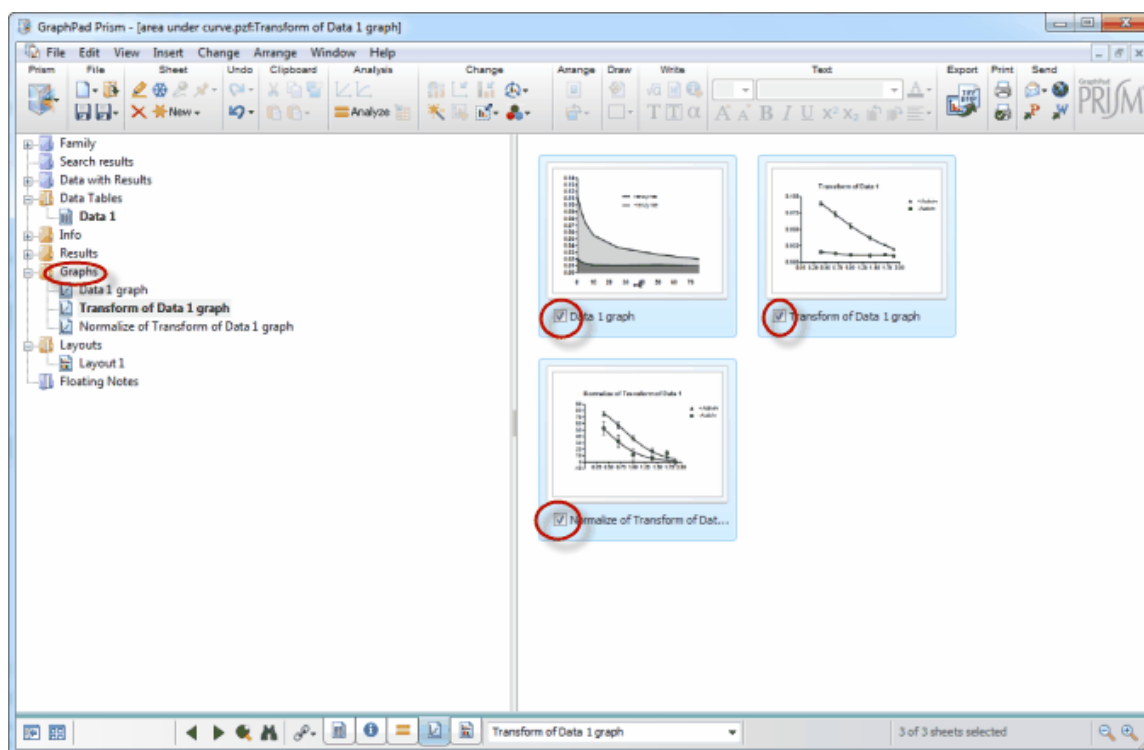 GraphPad Prism - [area under curve.pzf:Transform of Data 1 graph]
File Edit View Insert Change Arrange Window Help
Prism File Sheet Undo Clipboard Analysis Change Arrange Draw Write Text Export Print Send
New
Analyze
GraphPad
PRISM
Family
Search results
Data with Results
Data Tables
Data 1
Info
Results
Graphs
Data 1 graph
Transform of Data 1 graph
Normalize of Transform of Data 1 graph
Layouts
Layout 1
Floating Notes
Transform of Data 1
Data 1 graph
Transform of Data 1 graph
Normalize of Transform of Data 1
Normalize of Transform of Dat...
Transform of Data 1 graph
3 of 3 sheets selected